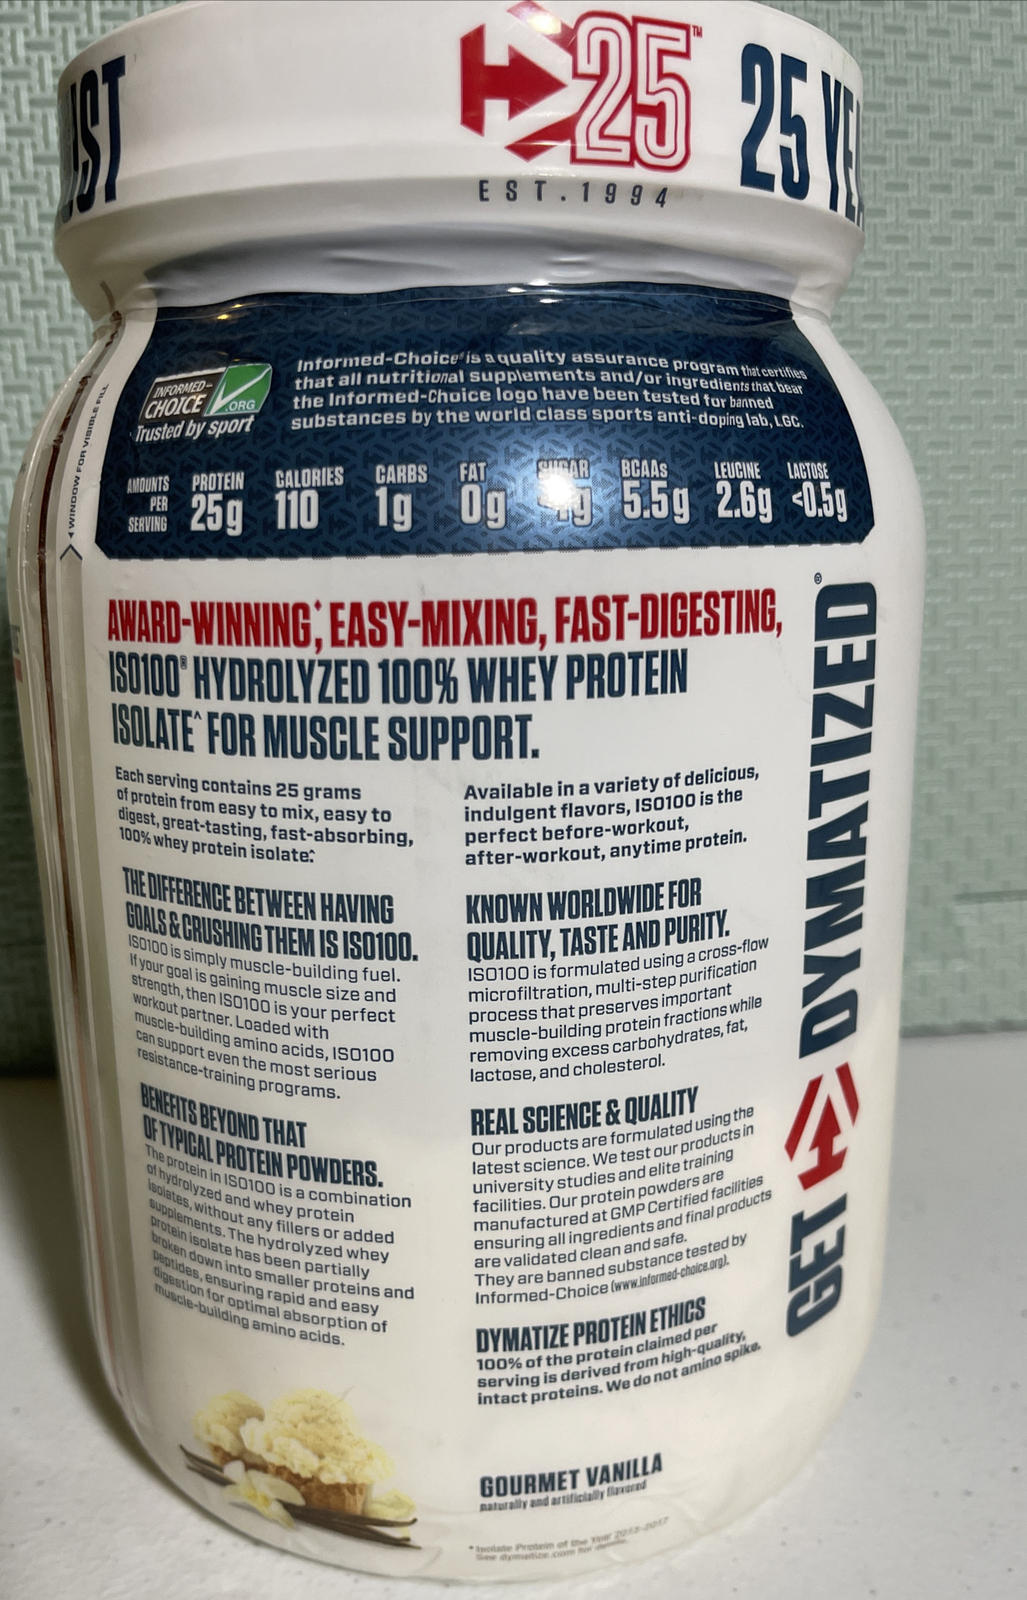 25™
EST.1994
25
INFORMED-
CHOICE
.ORG
Trusted by sport
Informed-Choice® is a quality assurance program that certifies
that all nutritional supplements and/or ingredients that bear
the Informed-Choice logo have been tested for banned
substances by the world class sports anti-doping lab, LGC.
◄ WINDOW FOR VISIBLE FILL
AMOUNTS PER SERVING
PROTEIN 25g
CALORIES 110
CARBS 1g
FAT 0g
SUGAR
BCAAs 5.5g
LEUCINE 2.6g
LACTOSE <0.5g
AWARD-WINNING*, EASY-MIXING, FAST-DIGESTING,
ISO100® HYDROLYZED 100% WHEY PROTEIN
ISOLATE^ FOR MUSCLE SUPPORT.
Each serving contains 25 grams
of protein from easy to mix, easy to
digest, great-tasting, fast-absorbing,
100% whey protein isolate^.
THE DIFFERENCE BETWEEN HAVING
GOALS & CRUSHING THEM IS ISO100.
ISO100 is simply muscle-building fuel.
If your goal is gaining muscle size and
strength, then ISO100 is your perfect
workout partner. Loaded with
muscle-building amino acids, ISO100
can support even the most serious
resistance-training programs.
BENEFITS BEYOND THAT
OF TYPICAL PROTEIN POWDERS.
The protein in ISO100 is a combination
of hydrolyzed and whey protein
isolates, without any fillers or added
supplements. The hydrolyzed whey
protein isolate has been partially
broken down into smaller proteins and
peptides, ensuring rapid and easy
digestion for optimal absorption of
muscle-building amino acids.
Available in a variety of delicious,
indulgent flavors, ISO100 is the
perfect before-workout,
after-workout, anytime protein.
KNOWN WORLDWIDE FOR
QUALITY, TASTE AND PURITY.
ISO100 is formulated using a cross-flow
microfiltration, multi-step purification
process that preserves important
muscle-building protein fractions while
removing excess carbohydrates, fat,
lactose, and cholesterol.
REAL SCIENCE & QUALITY
Our products are formulated using the
latest science. We test our products in
university studies and elite training
facilities. Our protein powders are
manufactured at GMP Certified facilities
ensuring all ingredients and final products
are validated clean and safe.
They are banned substance tested by
Informed-Choice (www.informed-choice.org).
DYMATIZE PROTEIN ETHICS
100% of the protein claimed per
serving is derived from high-quality,
intact proteins. We do not amino spike.
GOURMET VANILLA
naturally and artificially flavored
* Isolate Protein of the Year 2013-2017
See dymatize.com for details.
GET DYMATIZED®